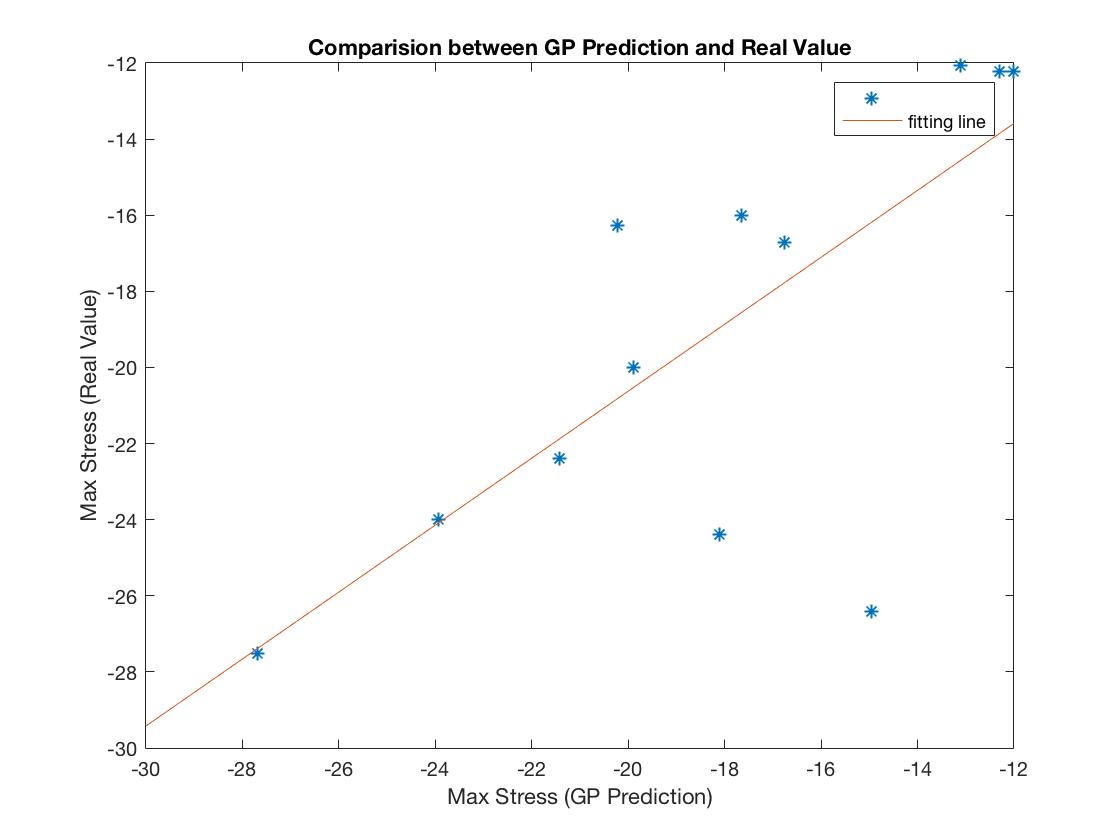 Comparision between GP Prediction and Real Value
-12
-14
-16
-18
-20
-22
-24
-26
-28
-30
Max Stress (Real Value)
fitting line
-30 -28 -26 -24 -22 -20 -18 -16 -14 -12
Max Stress (GP Prediction)